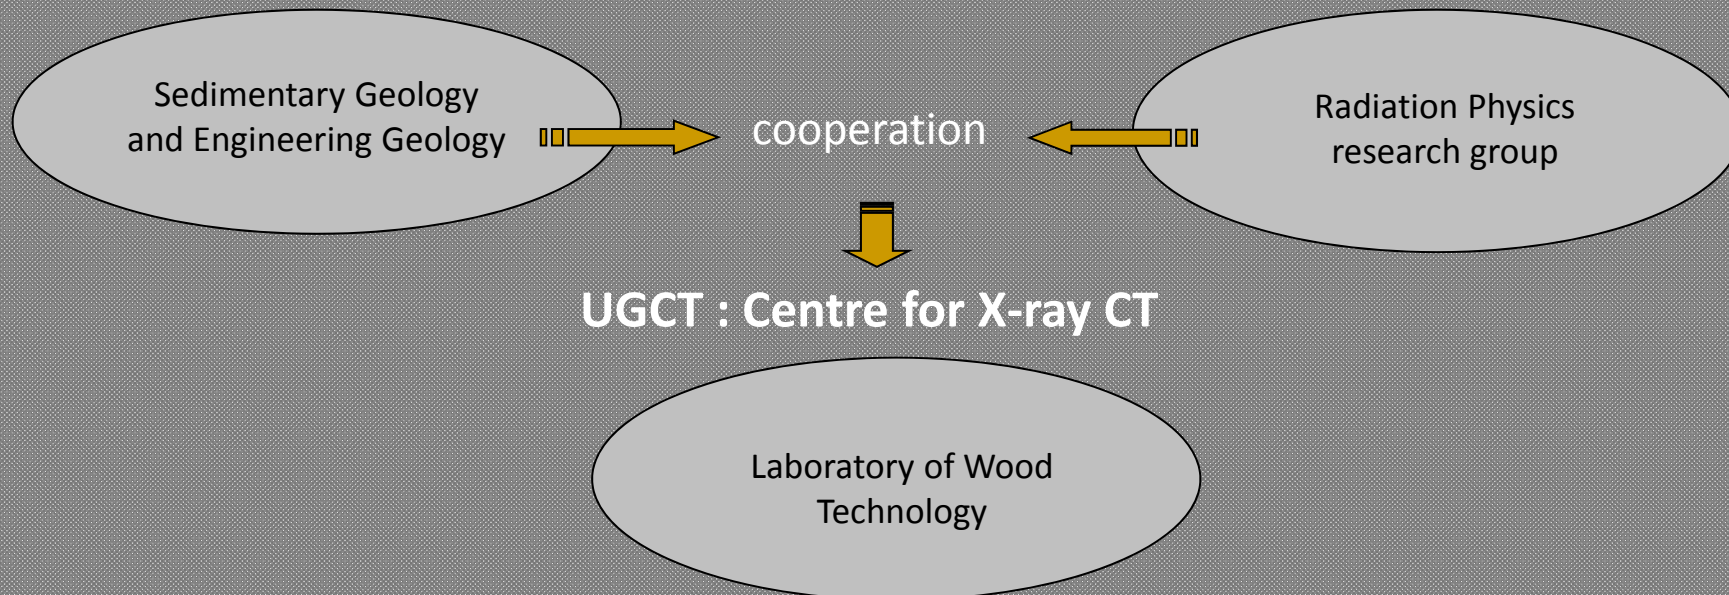 Sedimentary Geology
and Engineering Geology
cooperation
Radiation Physics
research group
UGCT : Centre for X-ray CT
Laboratory of Wood
Technology